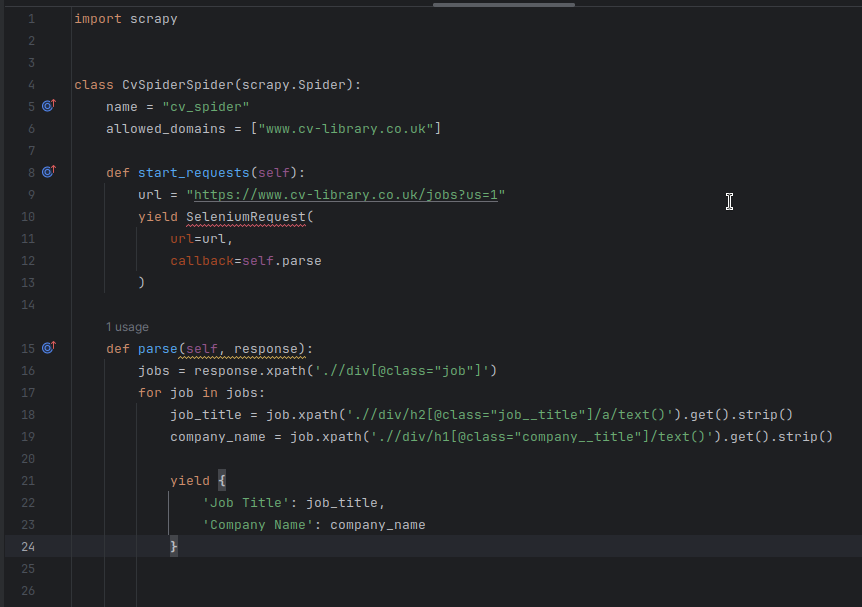 1 import scrapy
2
3
4 class CvSpiderSpider(scrapy.Spider):
5 name = "cv_spider"
6 allowed_domains = ["www.cv-library.co.uk"]
7
8 def start_requests(self):
9 url = "https://www.cv-library.co.uk/jobs?us=1"
10 yield SeleniumRequest(
11 url=url,
12 callback=self.parse
13 )
14
1 usage
15 def parse(self, response):
16 jobs = response.xpath('.//div[@class="job"]')
17 for job in jobs:
18 job_title = job.xpath('.//div/h2[@class="job__title"]/a/text()').get().strip()
19 company_name = job.xpath('.//div/h1[@class="company__title"]/text()').get().strip()
20
21 yield {
22 'Job Title': job_title,
23 'Company Name': company_name
24 }
25
26